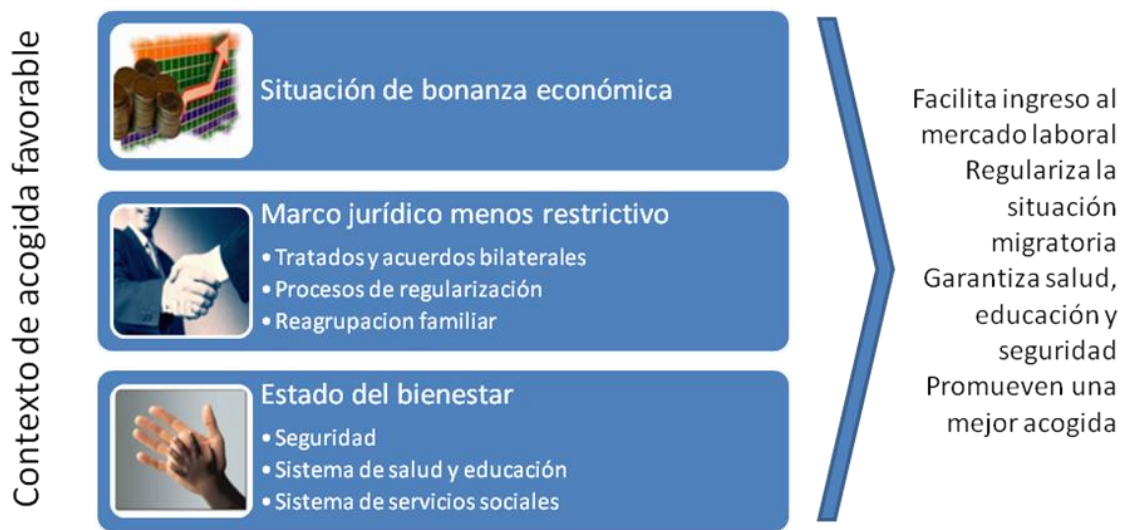 Contexto de acogida favorable
Situación de bonanza económica
Marco jurídico menos restrictivo
• Tratados y acuerdos bilaterales
• Procesos de regularización
• Reagrupacion familiar
Estado del bienestar
• Seguridad
• Sistema de salud y educación
• Sistema de servicios sociales
Facilita ingreso al
mercado laboral
Regulariza la
situación
migratoria
Garantiza salud,
educación y
seguridad
Promueven una
mejor acogida